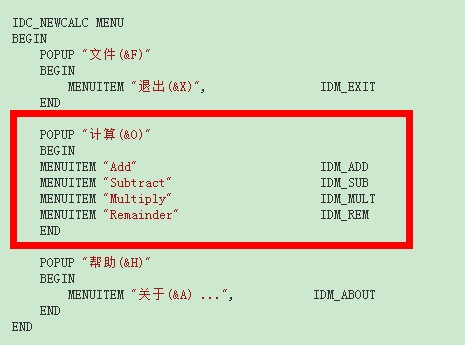 IDC_NEWCALC MENU
BEGIN
POPUP "文件(&F)"
BEGIN
MENUITEM "退出(&X)", IDM_EXIT
END
POPUP "计算(&O)"
BEGIN
MENUITEM "Add" IDM_ADD
MENUITEM "Subtract" IDM_SUB
MENUITEM "Multiply" IDM_MULT
MENUITEM "Remainder" IDM_REM
END
POPUP "帮助(&H)"
BEGIN
MENUITEM "关于(&A) ...", IDM_ABOUT
END
END